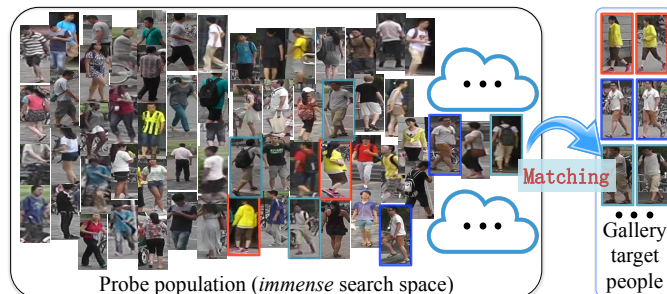 Matching
Probe population (immense search space)
Gallery
target
people